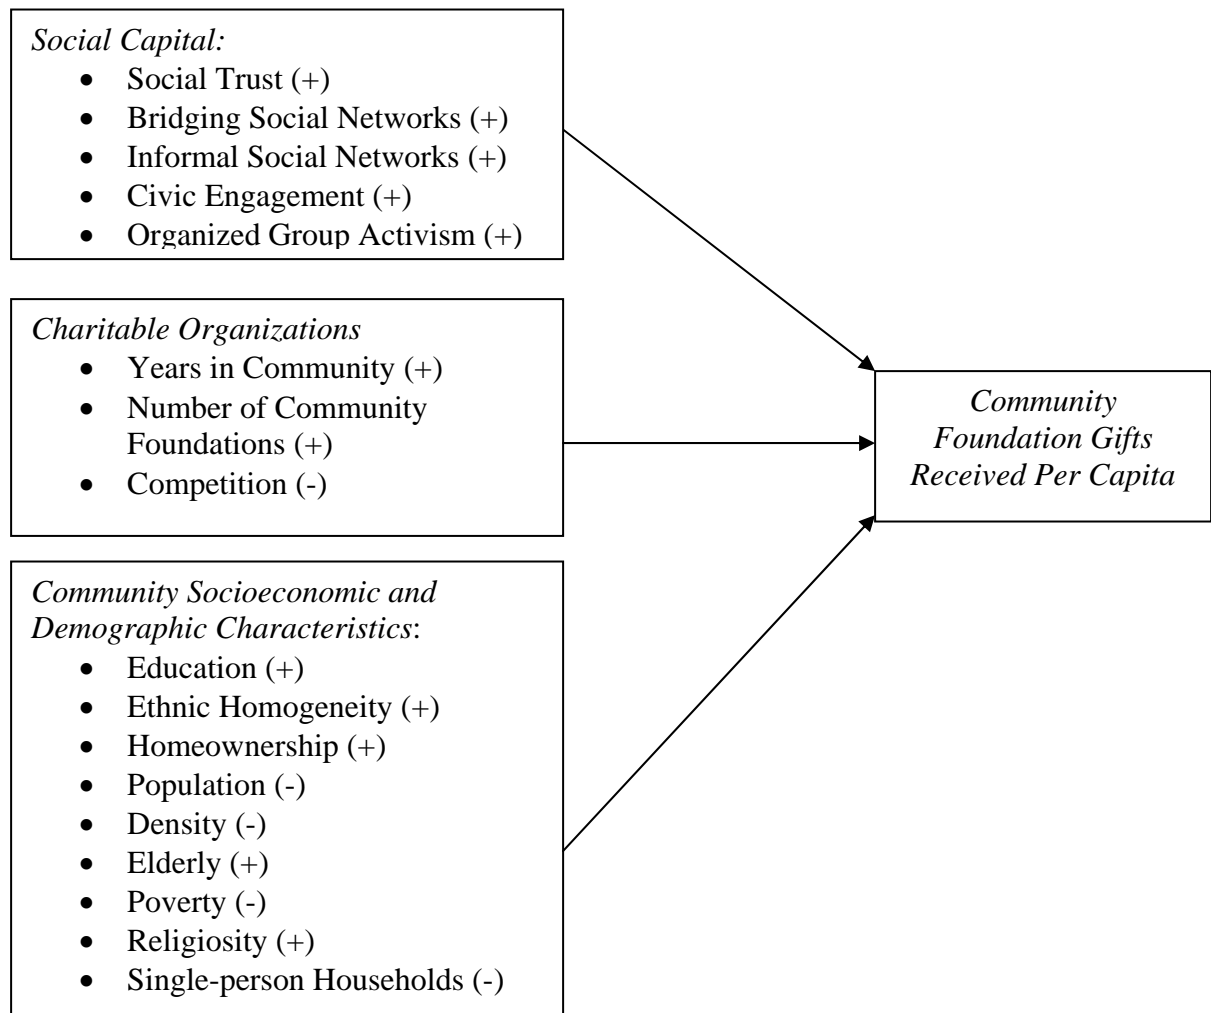 Social Capital:
• Social Trust (+)
• Bridging Social Networks (+)
• Informal Social Networks (+)
• Civic Engagement (+)
• Organized Group Activism (+)
Charitable Organizations
• Years in Community (+)
• Number of Community
Foundations (+)
• Competition (-)
Community
Foundation Gifts
Received Per Capita
Community Socioeconomic and
Demographic Characteristics:
• Education (+)
• Ethnic Homogeneity (+)
• Homeownership (+)
• Population (-)
• Density (-)
• Elderly (+)
• Poverty (-)
• Religiosity (+)
• Single-person Households (-)